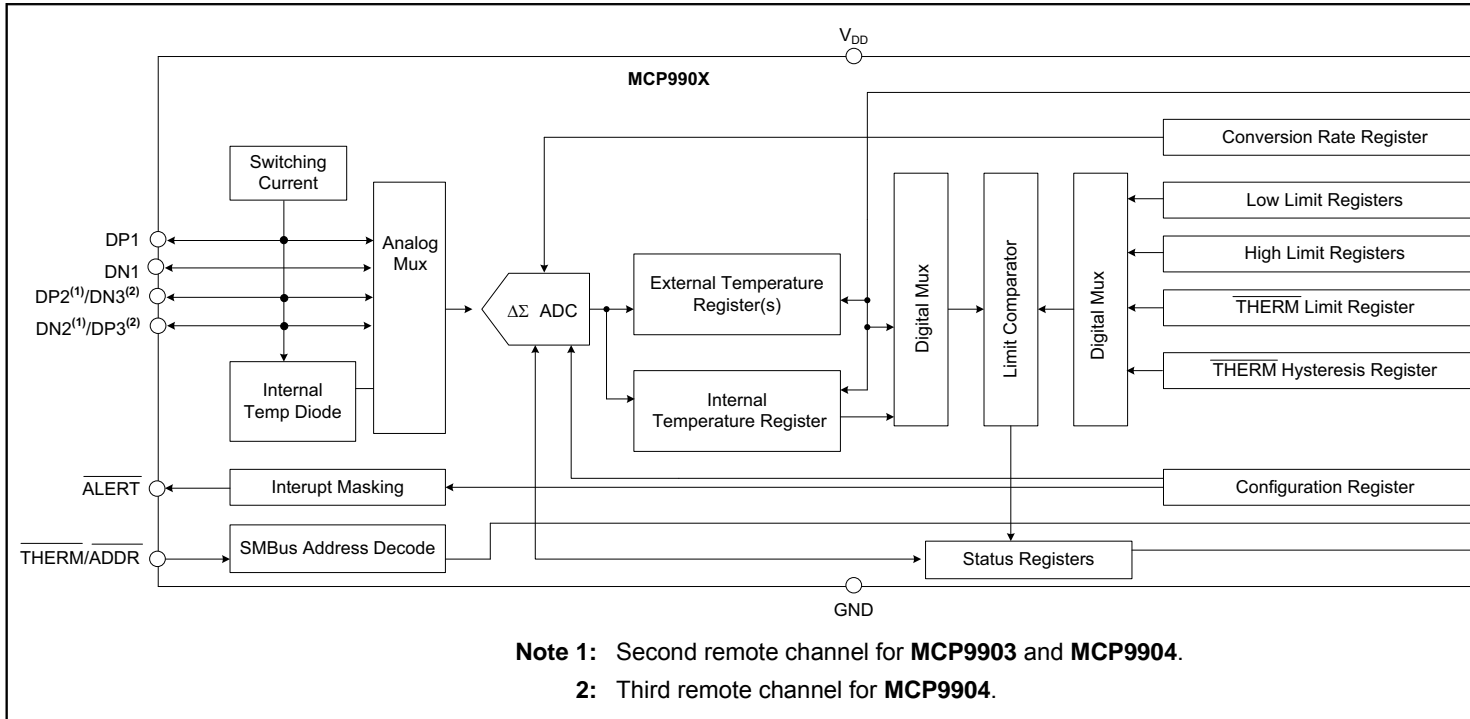 V_DD
MCP990X
Conversion Rate Register
Switching
Current
Analog
Mux
DP1
DN1
DP2(1)/DN3(2)
DN2(1)/DP3(2)
ΔΣ ADC
External Temperature
Register(s)
Internal
Temperature Register
Internal
Temp Diode
Digital Mux
Limit Comparator
Digital Mux
Low Limit Registers
High Limit Registers
THERM Limit Register
THERM Hysteresis Register
ALERT
Interupt Masking
Configuration Register
THERM/ADDR
SMBus Address Decode
Status Registers
GND
Note 1: Second remote channel for MCP9903 and MCP9904.
2: Third remote channel for MCP9904.